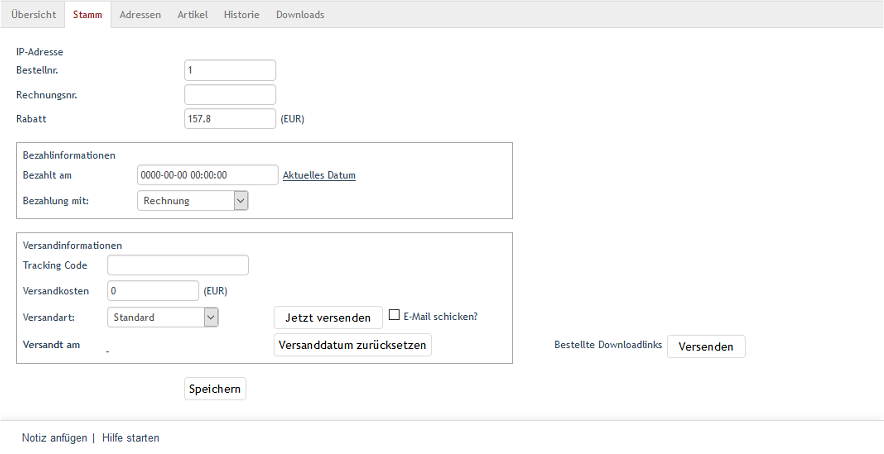 Übersicht Stamm Adressen Artikel Historie Downloads
IP-Adresse
Bestellnr. 1
Rechnungsnr.
Rabatt 157.8 (EUR)
Bezahlinformationen
Bezahlt am 0000-00-00 00:00:00 Aktuelles Datum
Bezahlung mit: Rechnung
Versandinformationen
Tracking Code
Versandkosten 0 (EUR)
Versandart: Standard Jetzt versenden E-Mail schicken?
Versandt am - Versanddatum zurücksetzen Bestellte Downloadlinks Versenden
Speichern
Notiz anfügen | Hilfe starten